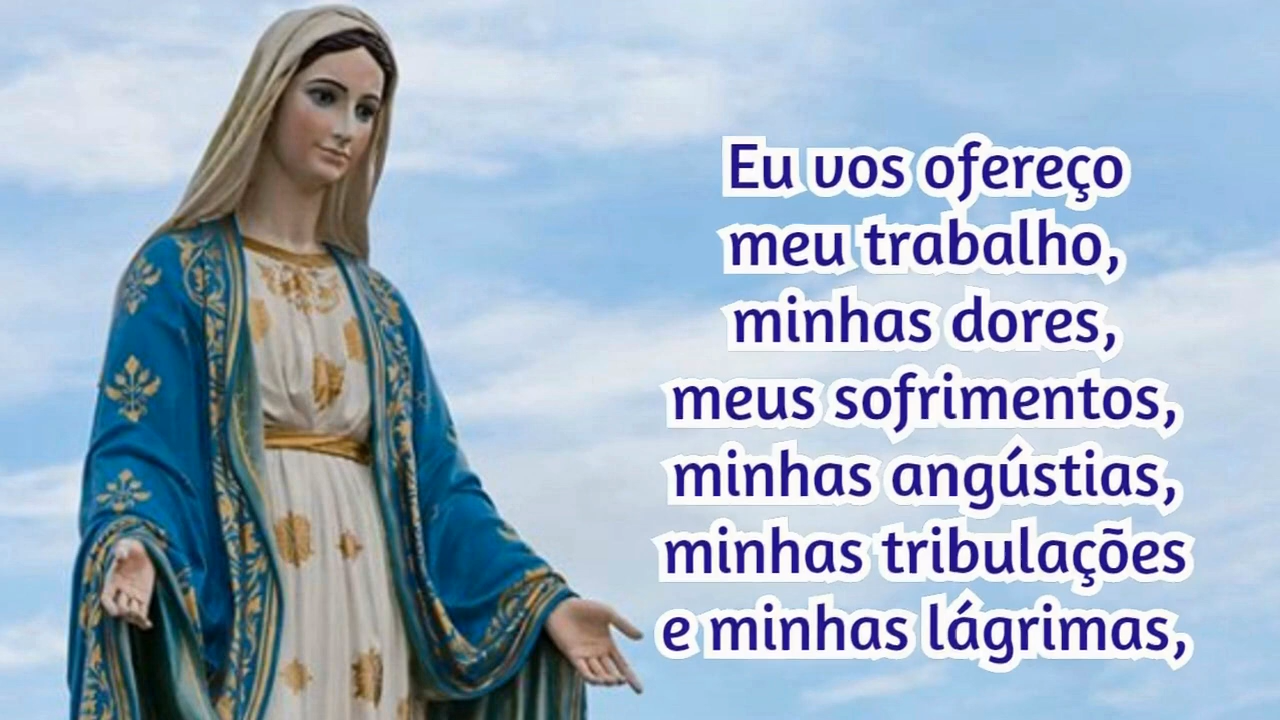 Eu vos ofereço
meu trabalho,
minhas dores,
meus sofrimentos,
minhas angústias,
minhas tribulações
e minhas lágrimas,